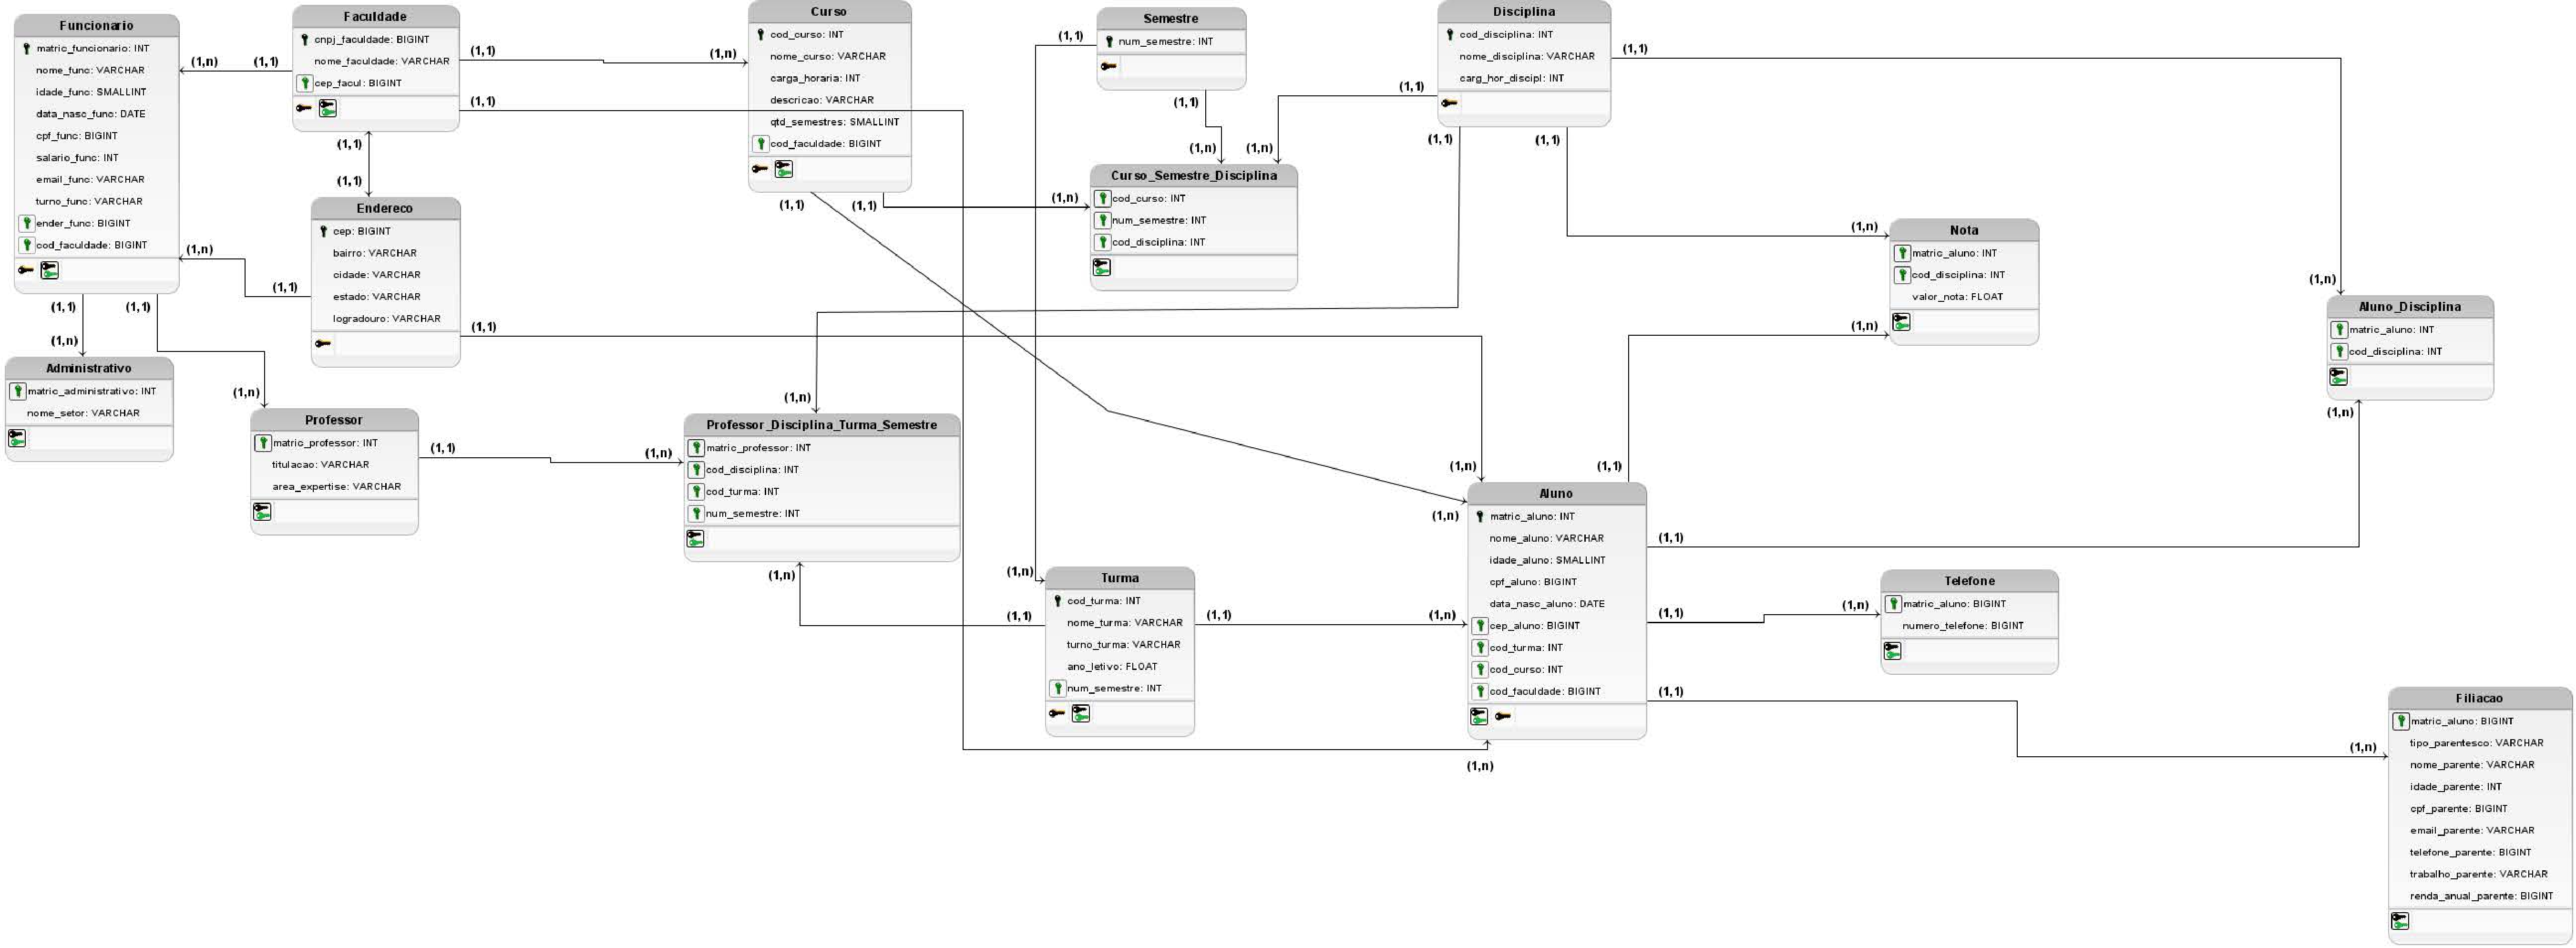 Funcionario
matric_funcionario: INT
nome_func: VARCHAR
idade_func: SMALLINT
data_nasc_func: DATE
cpf_func: BIGINT
salario_func: INT
email_func: VARCHAR
turno_func: VARCHAR
ender_func: BIGINT
cod_faculdade: BIGINT
(1,n)
(1,1)
Faculdade
cnpj_faculdade: BIGINT
nome_faculdade: VARCHAR
cep_facul: BIGINT
(1,1)
(1,n)
(1,1)
(1,1)
(1,1)
Curso
cod_curso: INT
nome_curso: VARCHAR
carga_horaria: INT
descricao: VARCHAR
qtd_semestres: SMALLINT
cod_faculdade: BIGINT
(1,1)
(1,1)
(1,n)
Semestre
num_semestre: INT
(1,1)
(1,1)
(1,n)
(1,n)
Disciplina
cod_disciplina: INT
nome_disciplina: VARCHAR
carg_hor_discipl: INT
(1,1)
(1,1)
(1,1)
(1,1)
Curso_Semestre_Disciplina
cod_curso: INT
num_semestre: INT
cod_disciplina: INT
Endereco
cep: BIGINT
bairro: VARCHAR
cidade: VARCHAR
estado: VARCHAR
logradouro: VARCHAR
(1,n)
(1,1)
(1,1)
Nota
matric_aluno: INT
cod_disciplina: INT
valor_nota: FLOAT
(1,n)
(1,n)
Aluno_Disciplina
matric_aluno: INT
cod_disciplina: INT
(1,n)
(1,n)
(1,1)
(1,1)
(1,n)
(1,n)
Administrativo
matric_administrativo: INT
nome_setor: VARCHAR
Professor
matric_professor: INT
titulacao: VARCHAR
area_expertise: VARCHAR
(1,1)
(1,n)
(1,n)
Professor_Disciplina_Turma_Semestre
matric_professor: INT
cod_disciplina: INT
cod_turma: INT
num_semestre: INT
(1,n)
(1,n)
(1,1)
Turma
cod_turma: INT
nome_turma: VARCHAR
turno_turma: VARCHAR
ano_letivo: FLOAT
num_semestre: INT
(1,1)
(1,n)
(1,n)
(1,n)
(1,1)
Aluno
matric_aluno: INT
nome_aluno: VARCHAR
idade_aluno: SMALLINT
cpf_aluno: BIGINT
data_nasc_aluno: DATE
cep_aluno: BIGINT
cod_turma: INT
cod_curso: INT
cod_faculdade: BIGINT
(1,n)
(1,1)
(1,1)
(1,1)
(1,n)
Telefone
matric_aluno: BIGINT
numero_telefone: BIGINT
(1,n)
Filiacao
matric_aluno: BIGINT
tipo_parentesco: VARCHAR
nome_parente: VARCHAR
idade_parente: INT
cpf_parente: BIGINT
email_parente: VARCHAR
telefone_parente: BIGINT
trabalho_parente: VARCHAR
renda_anual_parente: BIGINT